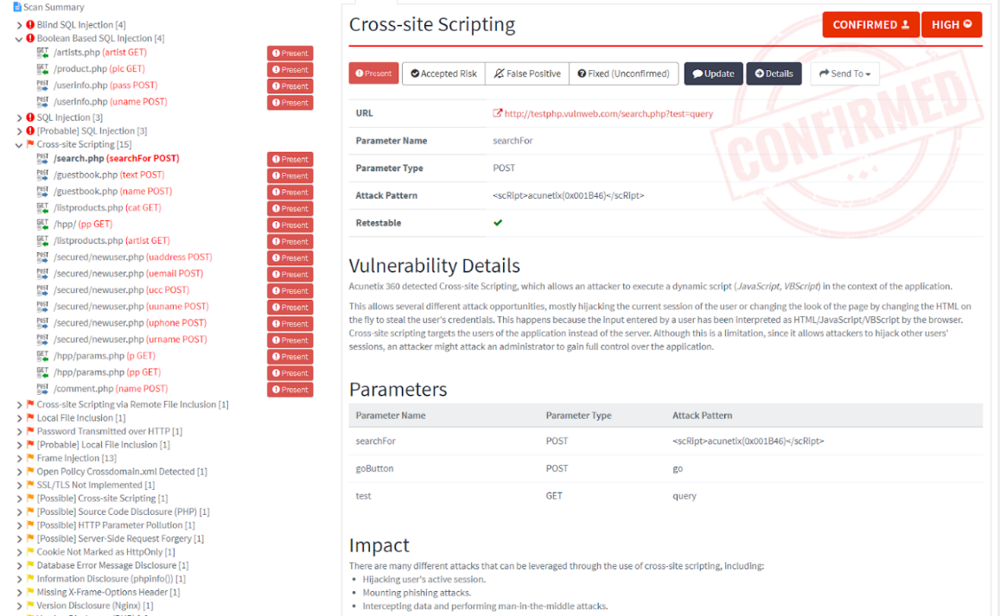 Scan Summary
Blind SQL Injection [4]
Boolean Based SQL Injection [4]
GET /artists.php (artist GET) Present
GET /product.php (pic GET) Present
POST /userinfo.php (pass POST) Present
POST /userinfo.php (uname POST) Present
SQL Injection [3]
[Probable] SQL Injection [3]
Cross-site Scripting [15]
POST /search.php (searchFor POST) Present
POST /guestbook.php (text POST) Present
POST /guestbook.php (name POST) Present
GET /listproducts.php (cat GET) Present
GET /hpp/ (pp GET) Present
GET /listproducts.php (artist GET) Present
POST /secured/newuser.php (uaddress POST) Present
POST /secured/newuser.php (uemail POST) Present
POST /secured/newuser.php (ucc POST) Present
POST /secured/newuser.php (uuname POST) Present
POST /secured/newuser.php (uphone POST) Present
POST /secured/newuser.php (urname POST) Present
GET /hpp/params.php (p GET) Present
GET /hpp/params.php (pp GET) Present
POST /comment.php (name POST) Present
Cross-site Scripting via Remote File Inclusion [1]
Local File Inclusion [1]
Password Transmitted over HTTP [1]
[Probable] Local File Inclusion [1]
Frame Injection [13]
Open Policy Crossdomain.xml Detected [1]
SSL/TLS Not Implemented [1]
[Possible] Cross-site Scripting [1]
[Possible] Source Code Disclosure (PHP) [1]
[Possible] HTTP Parameter Pollution [1]
[Possible] Server-Side Request Forgery [1]
Cookie Not Marked as HttpOnly [1]
Database Error Message Disclosure [1]
Information Disclosure (phpinfo()) [1]
Missing X-Frame-Options Header [1]
Version Disclosure (Nginx) [1]
Cross-site Scripting
CONFIRMED HIGH
Present Accepted Risk False Positive Fixed (Unconfirmed) Update Details Send To
CONFIRMED
URL http://testphp.vulnweb.com/search.php?test=query
Parameter Name searchFor
Parameter Type POST
Attack Pattern <scRipt>acunetix(0x001B46)</scRipt>
Retestable
Vulnerability Details
Acunetix 360 detected Cross-site Scripting, which allows an attacker to execute a dynamic script (JavaScript, VBScript) in the context of the application.
This allows several different attack opportunities, mostly hijacking the current session of the user or changing the look of the page by changing the HTML on
the fly to steal the user's credentials. This happens because the input entered by a user has been interpreted as HTML/JavaScript/VBScript by the browser.
Cross-site scripting targets the users of the application instead of the server. Although this is a limitation, since it allows attackers to hijack other users'
sessions, an attacker might attack an administrator to gain full control over the application.
Parameters
Parameter Name Parameter Type Attack Pattern
searchFor POST <scRipt>acunetix(0x001B46)</scRipt>
goButton POST go
test GET query
Impact
There are many different attacks that can be leveraged through the use of cross-site scripting, including:
• Hijacking user's active session.
• Mounting phishing attacks.
• Intercepting data and performing man-in-the-middle attacks.